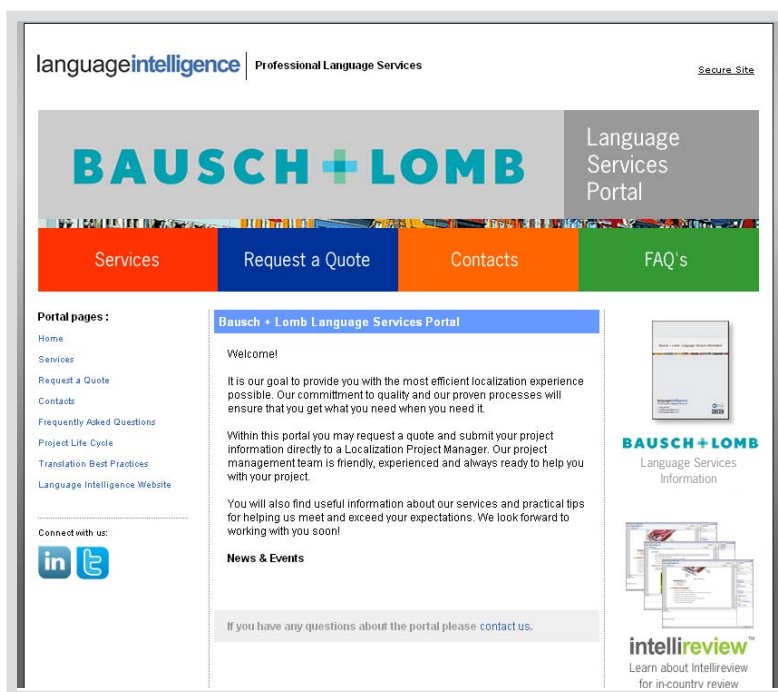 languageintelligence
Professional Language Services
Secure Site
BAUSCH + LOMB
Language
Services
Portal
Services
Request a Quote
Contacts
FAQ's
Portal pages :
Home
Services
Request a Quote
Contacts
Frequently Asked Questions
Project Life Cycle
Translation Best Practices
Language Intelligence Website
Connect with us:
in
t
Bausch + Lomb Language Services Portal
Welcome!
It is our goal to provide you with the most efficient localization experience
possible. Our commitment to quality and our proven processes will
ensure that you get what you need when you need it.
Within this portal you may request a quote and submit your project
information directly to a Localization Project Manager. Our project
management team is friendly, experienced and always ready to help you
with your project.
You will also find useful information about our services and practical tips
for helping us meet and exceed your expectations. We look forward to
working with you soon!
News & Events
If you have any questions about the portal please contact us.
BAUSCH + LOMB
Language Services
Information
intellireview™
Learn about Intellireview
for in-country review